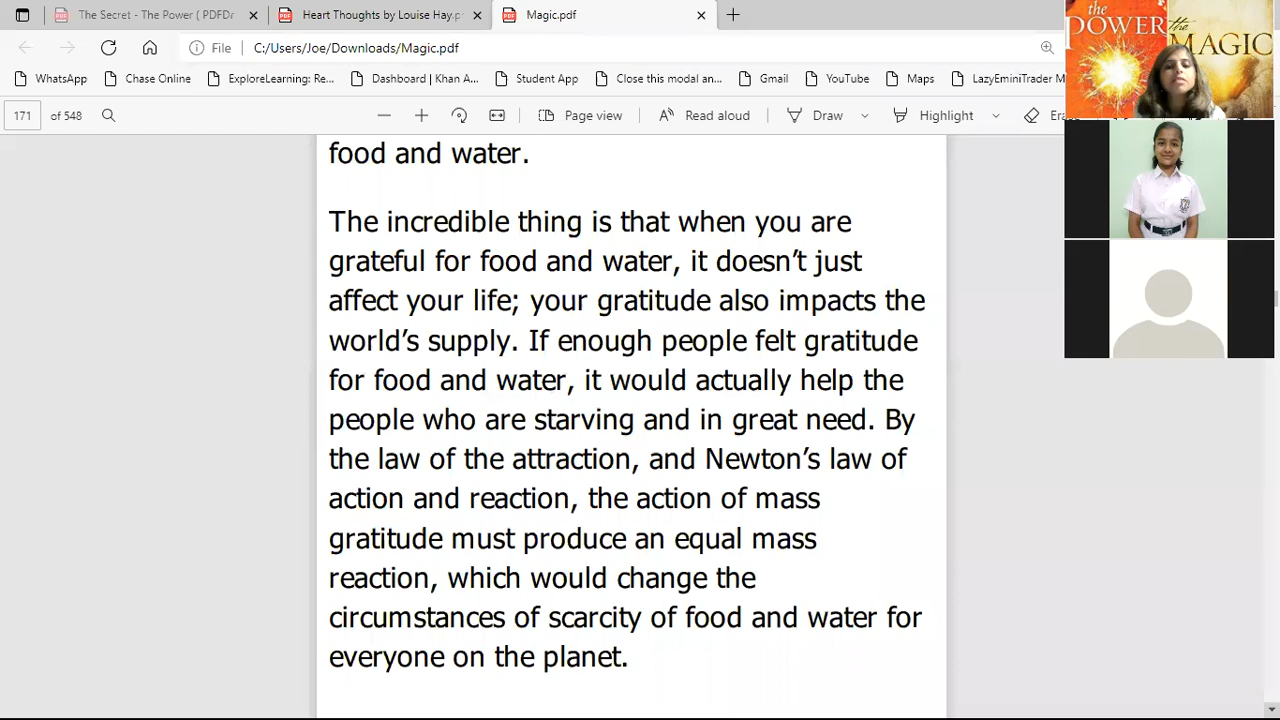 The Secret - The Power ( PDFDr
Heart Thoughts by Louise Hay.p
Magic.pdf
File
C:/Users/Joe/Downloads/Magic.pdf
WhatsApp
Chase Online
ExploreLearning: Re...
Dashboard | Khan A...
Student App
Close this modal an...
Gmail
YouTube
Maps
LazyEminiTrader M
171 of 548
Page view
Read aloud
Draw
Highlight
Era
the POWER
the MAGIC
food and water.
The incredible thing is that when you are
grateful for food and water, it doesn’t just
affect your life; your gratitude also impacts the
world’s supply. If enough people felt gratitude
for food and water, it would actually help the
people who are starving and in great need. By
the law of the attraction, and Newton’s law of
action and reaction, the action of mass
gratitude must produce an equal mass
reaction, which would change the
circumstances of scarcity of food and water for
everyone on the planet.